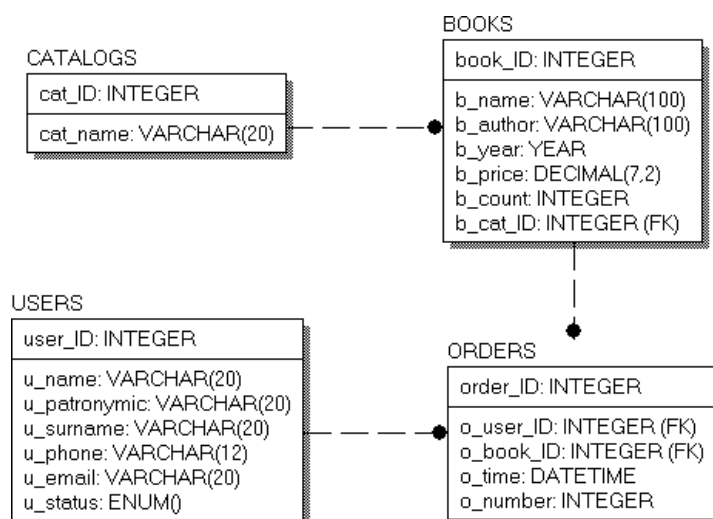 CATALOGS
cat_ID: INTEGER
cat_name: VARCHAR(20)
BOOKS
book_ID: INTEGER
b_name: VARCHAR(100)
b_author: VARCHAR(100)
b_year: YEAR
b_price: DECIMAL(7,2)
b_count: INTEGER
b_cat_ID: INTEGER (FK)
USERS
user_ID: INTEGER
u_name: VARCHAR(20)
u_patronymic: VARCHAR(20)
u_surname: VARCHAR(20)
u_phone: VARCHAR(12)
u_email: VARCHAR(20)
u_status: ENUM()
ORDERS
order_ID: INTEGER
o_user_ID: INTEGER (FK)
o_book_ID: INTEGER (FK)
o_time: DATETIME
o_number: INTEGER